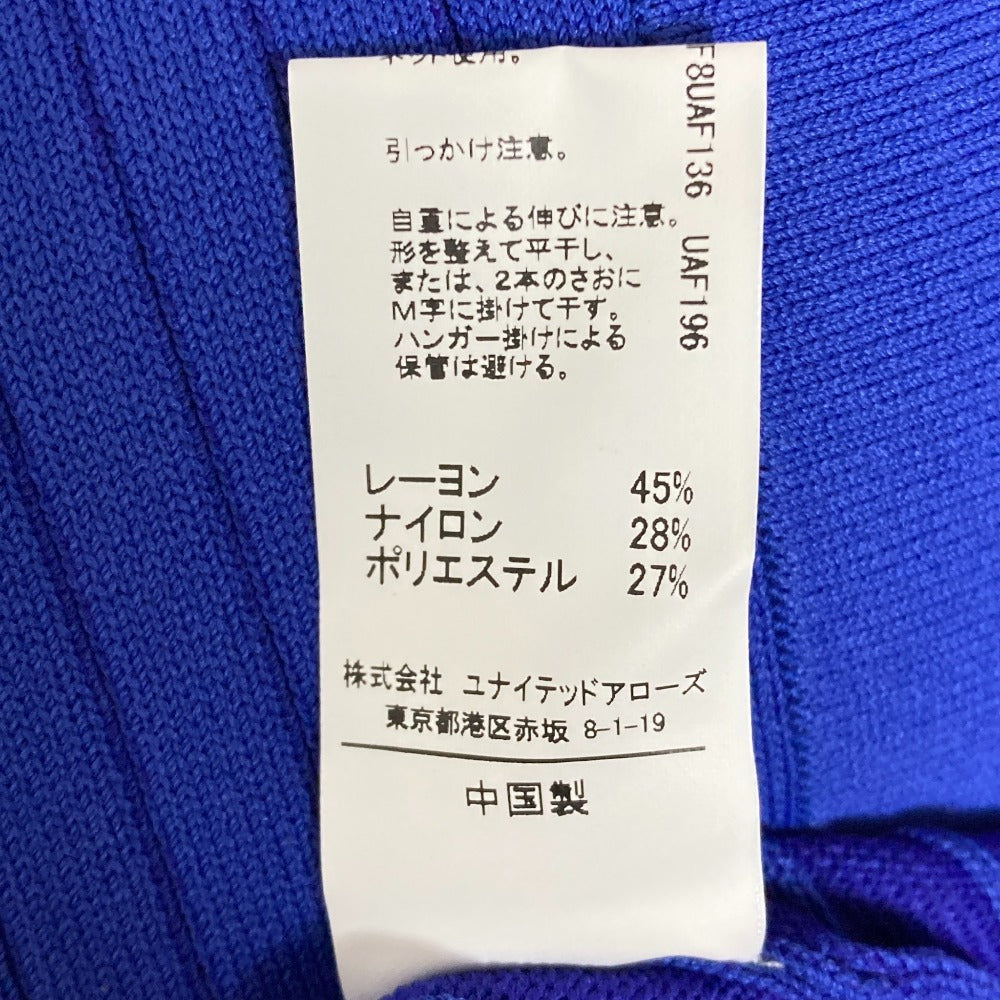 ネット使用。
引っかけ注意。
自重による伸びに注意。
形を整えて平干し、
または、2本のさおに
M字に掛けて干す。
ハンガー掛けによる
保管は避ける。
レーヨン 45%
ナイロン 28%
ポリエステル 27%
株式会社 ユナイテッドアローズ
東京都港区赤坂 8-1-19
中国製
F8UAF136 UAF196